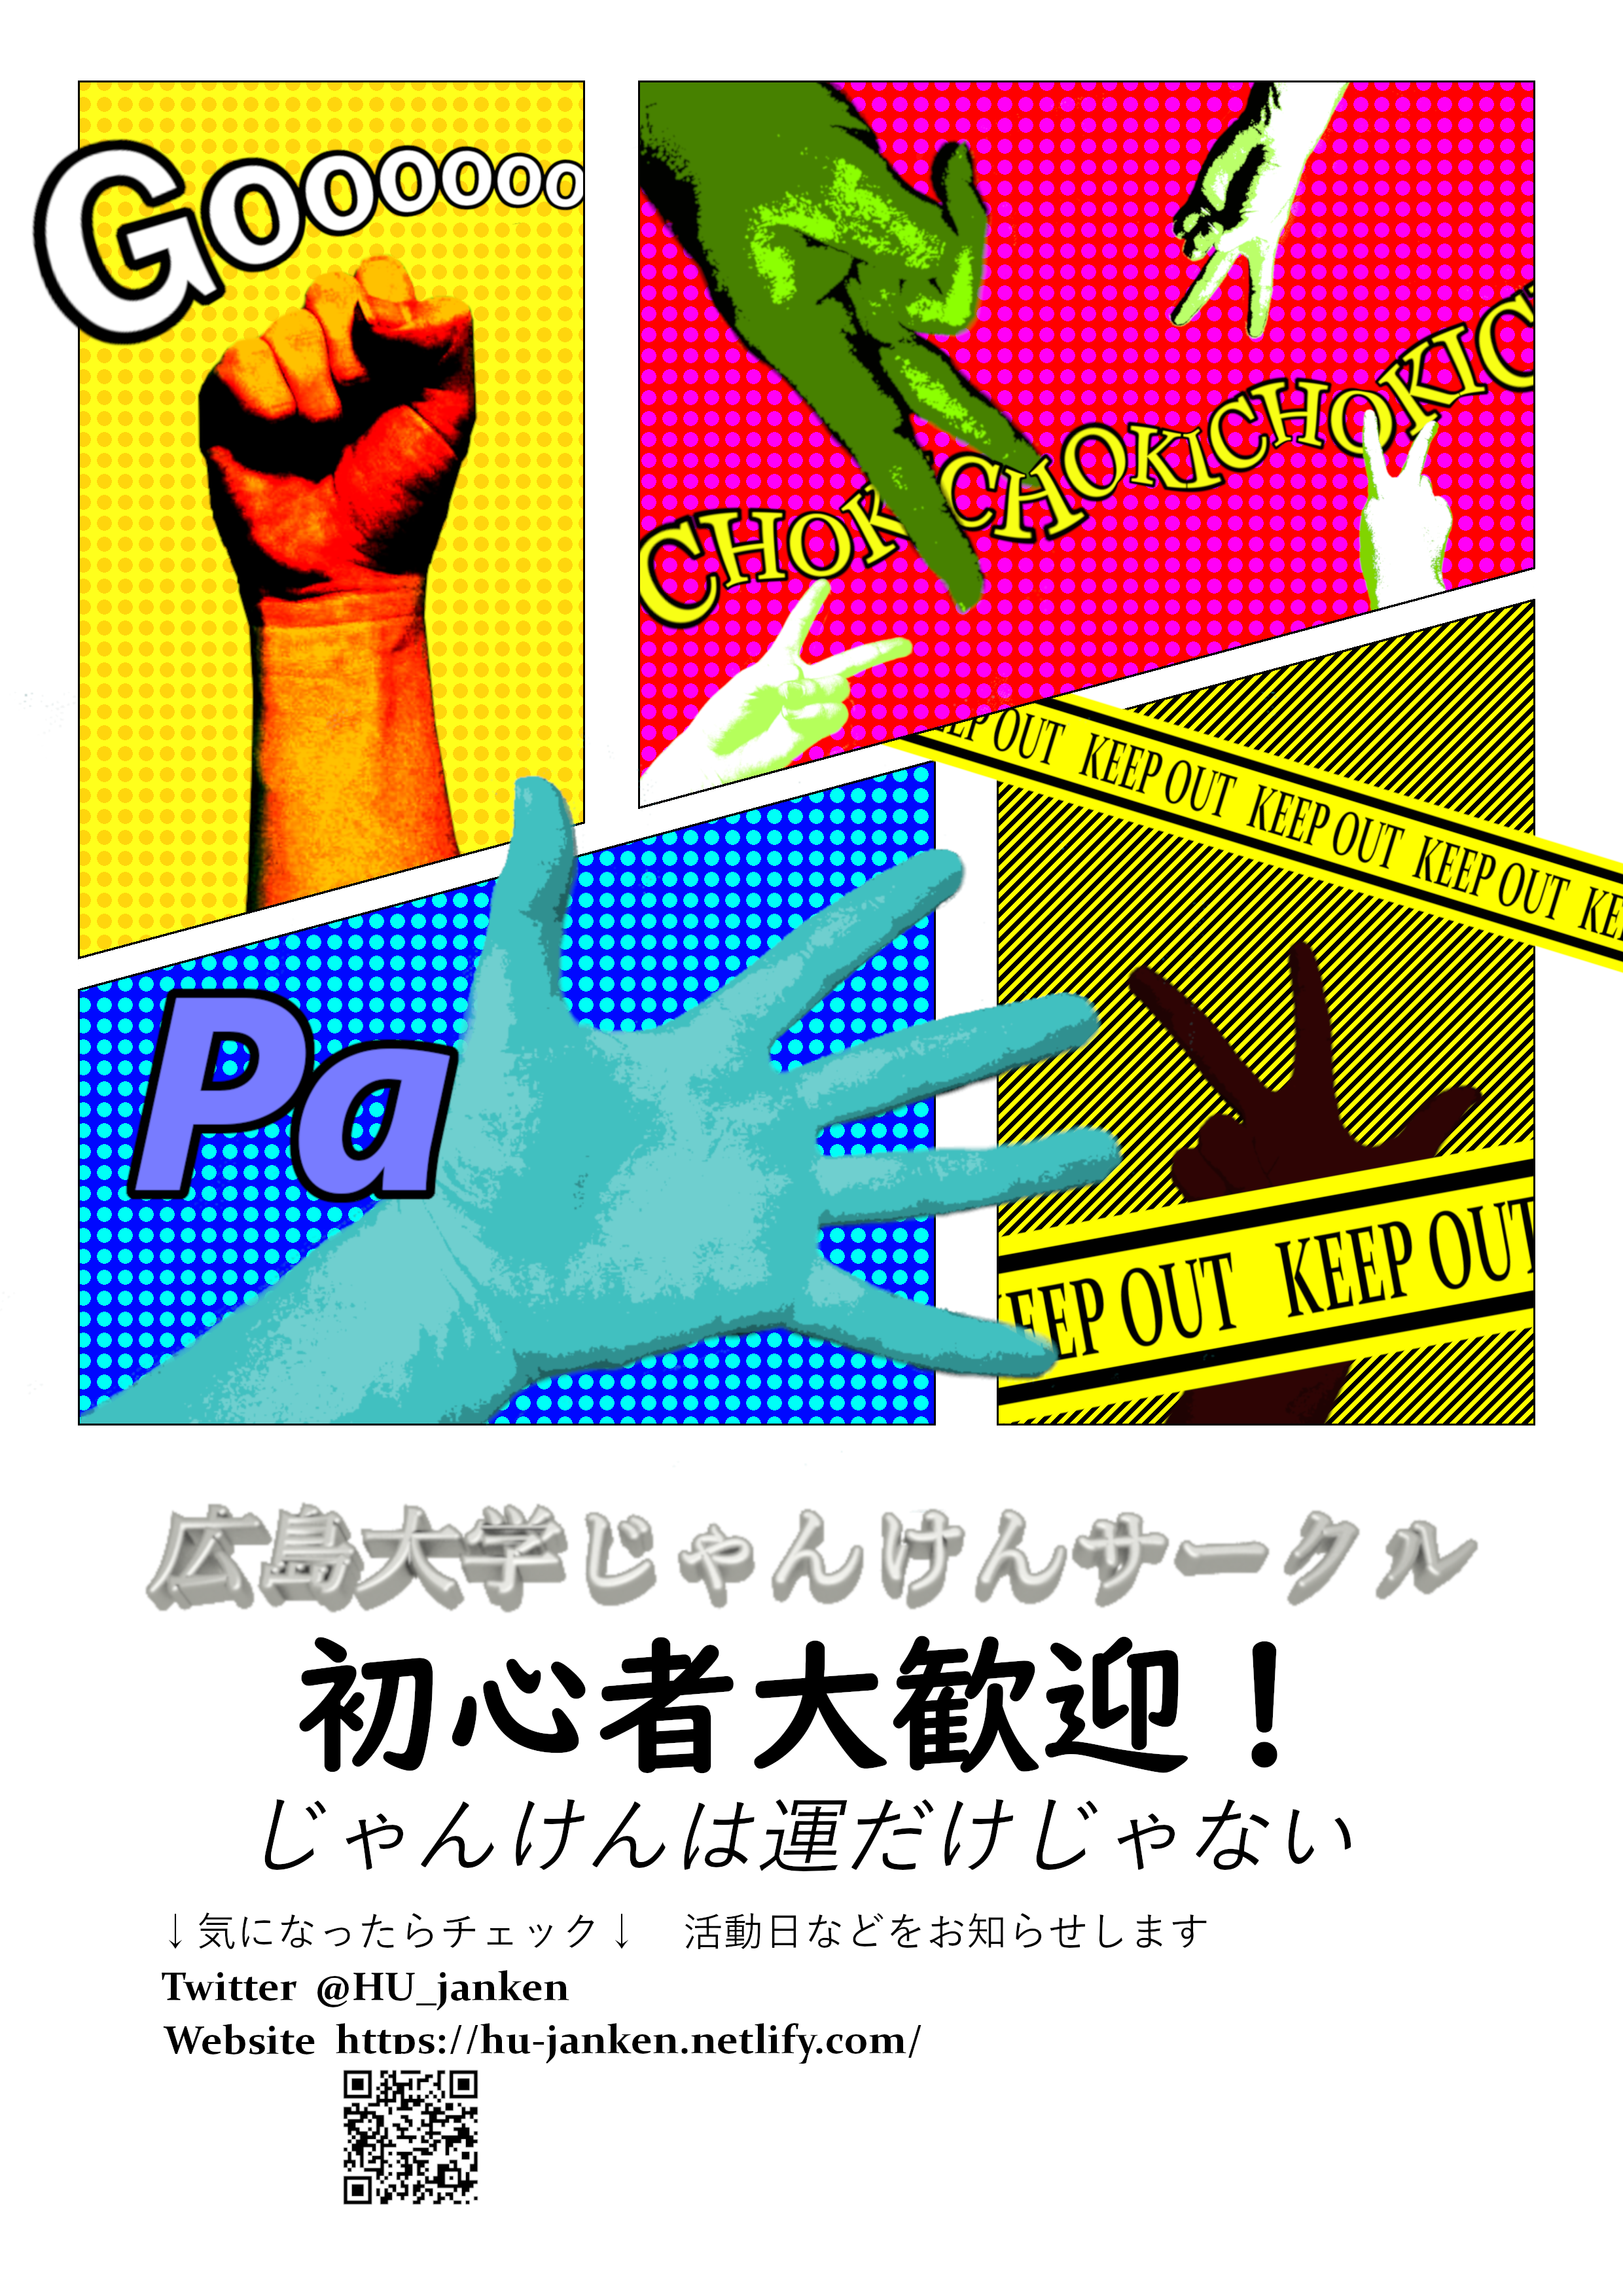 Gooooooo
CHOKICHOKICHOKIC
KEEP OUT KEEP OUT KEEP OUT KEEP OUT KE
Pa
KEEP OUT KEEP OUT
広島大学じゃんけんサークル
初心者大歓迎！
じゃんけんは運だけじゃない
↓気になったらチェック↓ 活動日などをお知らせします
Twitter @HU_janken
Website https://hu-janken.netlify.com/